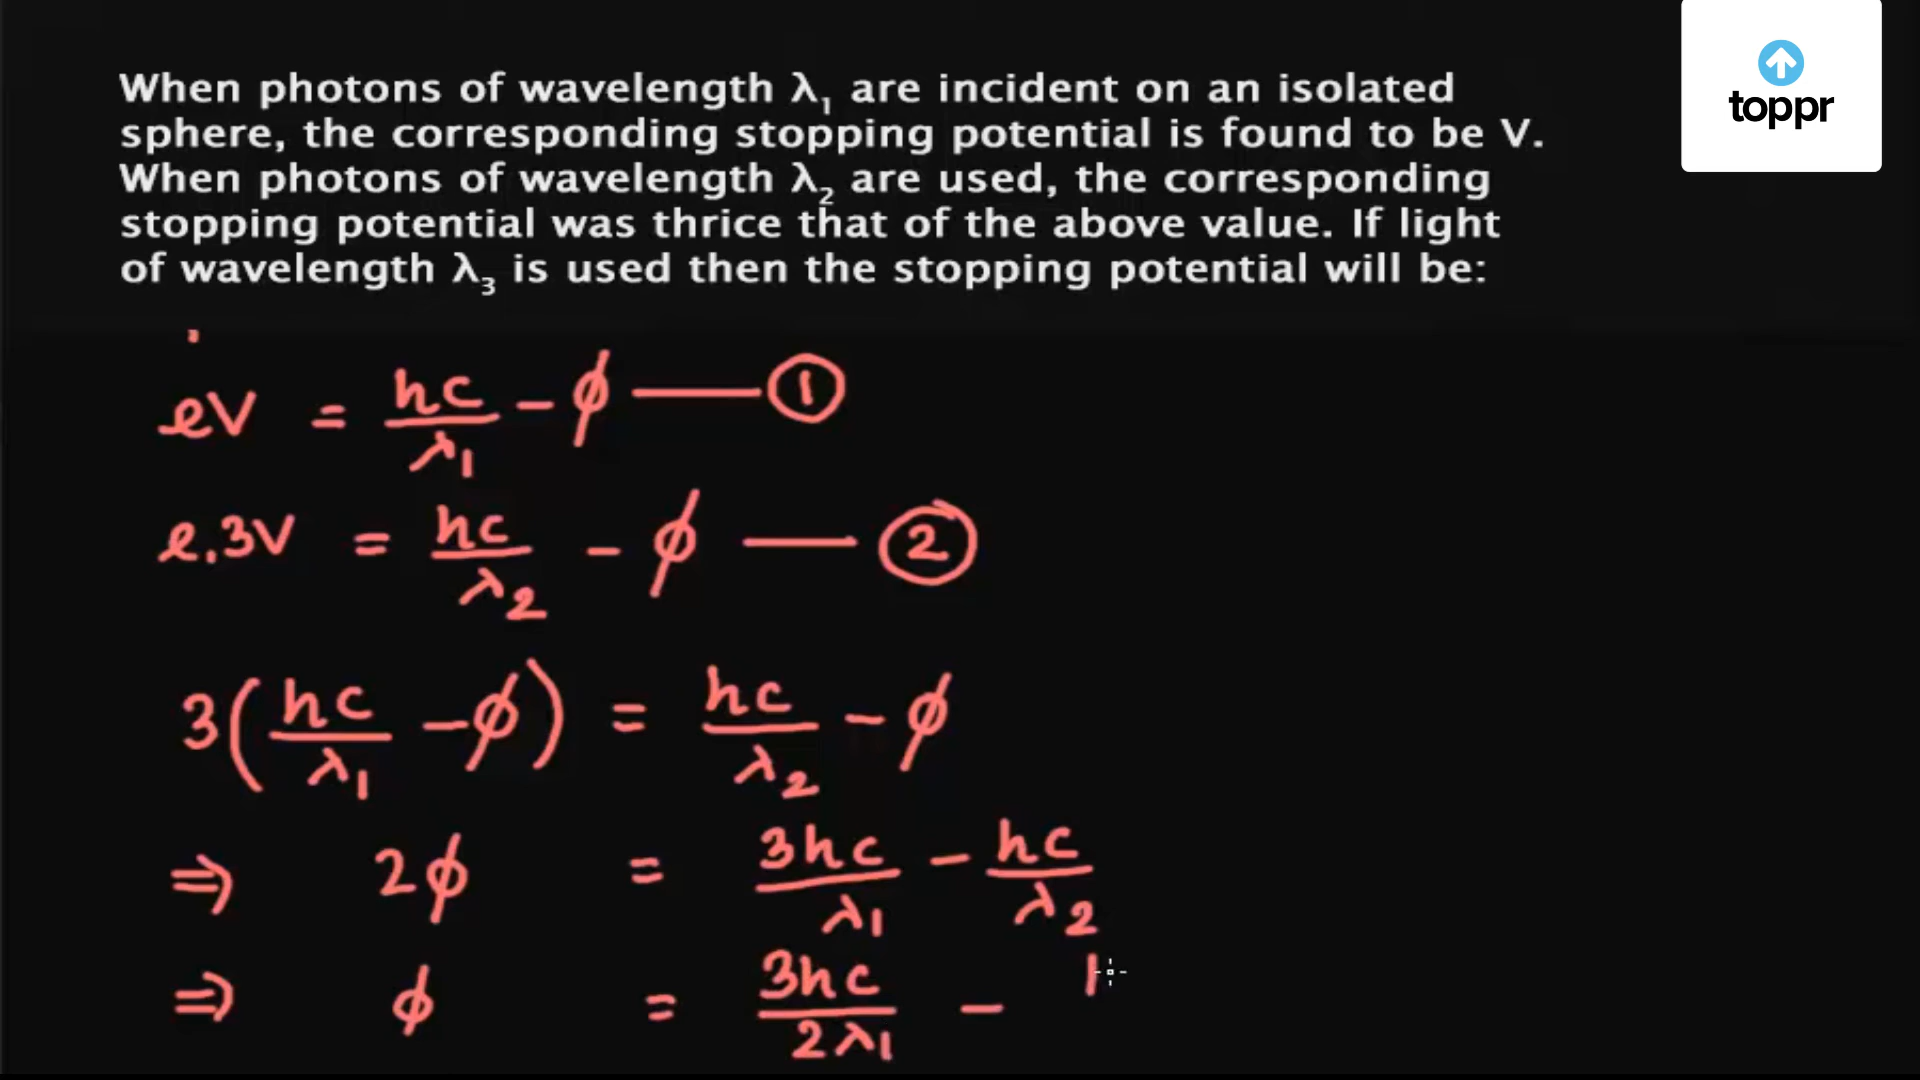 When photons of wavelength λ₁ are incident on an isolated
sphere, the corresponding stopping potential is found to be V.
When photons of wavelength λ₂ are used, the corresponding
stopping potential was thrice that of the above value. If light
of wavelength λ₃ is used then the stopping potential will be:
toppr
eV = hc/λ₁ − ϕ —— ①
e.3V = hc/λ₂ − ϕ —— ②
3(hc/λ₁ − ϕ) = hc/λ₂ − ϕ
⇒ 2ϕ = 3hc/λ₁ − hc/λ₂
⇒ ϕ = 3hc/2λ₁ −